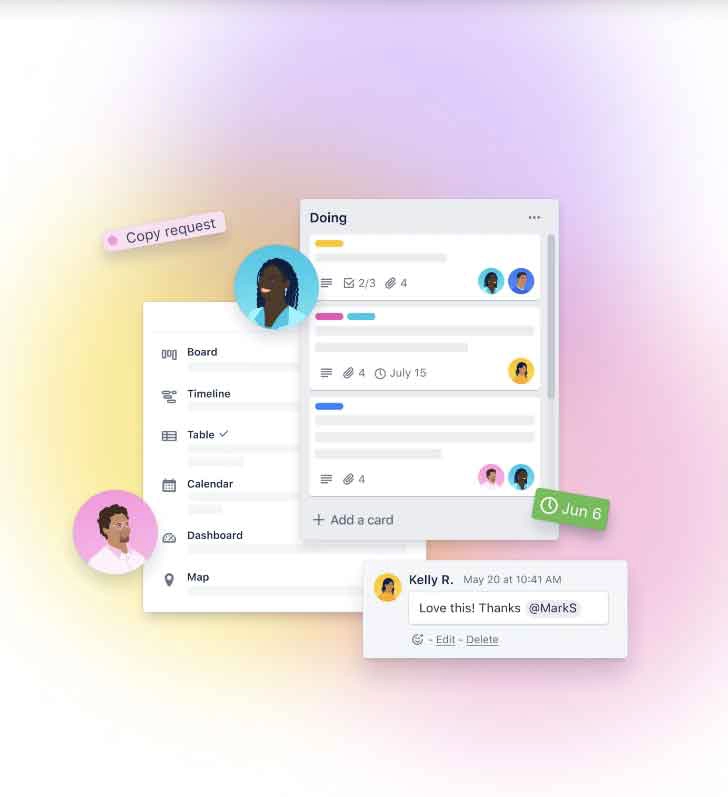 Copy request
Doing
2/3 4
4 July 15
4
+ Add a card
Board
Timeline
Table
Calendar
Dashboard
Map
Jun 6
Kelly R. May 20 at 10:41 AM
Love this! Thanks @MarkS
- Edit - Delete